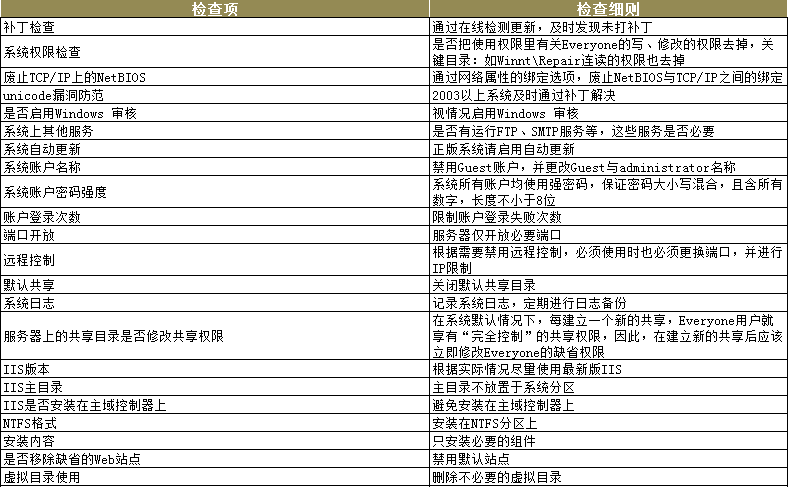 检查项 检查细则
补丁检查 通过在线检测更新，及时发现未打补丁
系统权限检查 是否把使用权限里有关Everyone的写、修改的权限去掉，关
键目录：如Winnt\Repair连读的权限也去掉
废止TCP/IP上的NetBIOS 通过网络属性的绑定选项，废止NetBIOS与TCP/IP之间的绑定
unicode漏洞防范 2003以上系统及时通过补丁解决
是否启用Windows 审核 视情况启用Windows 审核
系统上其他服务 是否有运行FTP、SMTP服务等，这些服务是否必要
系统自动更新 正版系统请启用自动更新
系统账户名称 禁用Guest账户，并更改Guest与administrator名称
系统账户密码强度 系统所有账户均使用强密码，保证密码大小写混合，且含所有
数字，长度不小于8位
账户登录次数 限制账户登录失败次数
端口开放 服务器仅开放必要端口
远程控制 根据需要禁用远程控制，必须使用时也必须更换端口，并进行
IP限制
默认共享 关闭默认共享目录
系统日志 记录系统日志，定期进行日志备份
服务器上的共享目录是否修改共享权限 在系统默认情况下，每建立一个新的共享，Everyone用户就
享有“完全控制”的共享权限，因此，在建立新的共享后应该
立即修改Everyone的缺省权限
IIS版本 根据实际情况尽量使用最新版IIS
IIS主目录 主目录不放置于系统分区
IIS是否安装在主域控制器上 避免安装在主域控制器上
NTFS格式 安装在NTFS分区上
安装内容 只安装必要的组件
是否移除缺省的Web站点 禁用默认站点
虚拟目录使用 删除不必要的虚拟目录